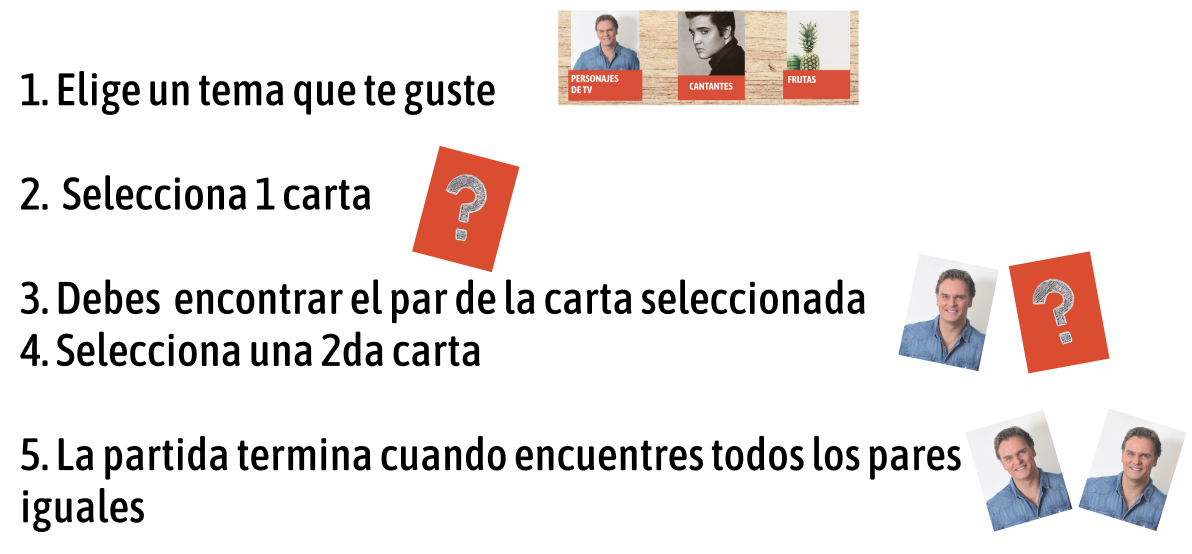 PERSONAJES
DE TV
CANTANTES
FRUTAS
1. Elige un tema que te guste
2. Selecciona 1 carta
?
3. Debes encontrar el par de la carta seleccionada
?
4. Selecciona una 2da carta
5. La partida termina cuando encuentres todos los pares
iguales